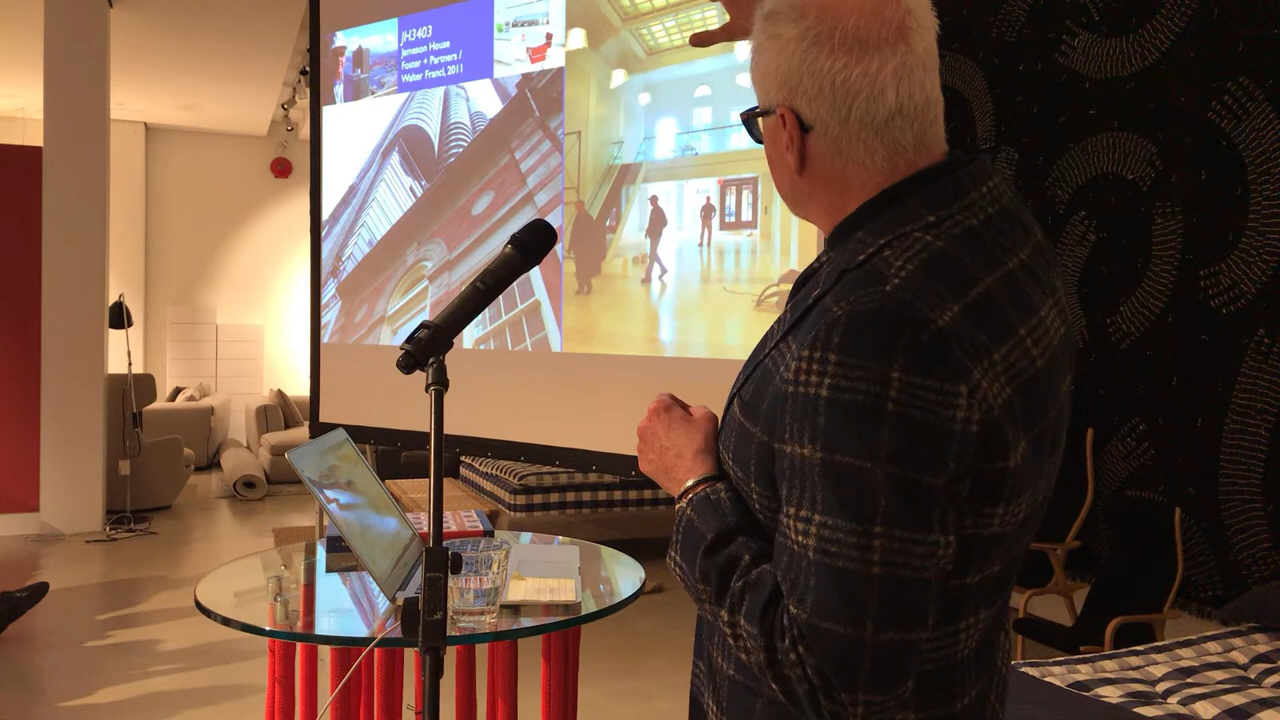 JH3403
Jameson House
Foster + Partners /
Walter Francl, 2011